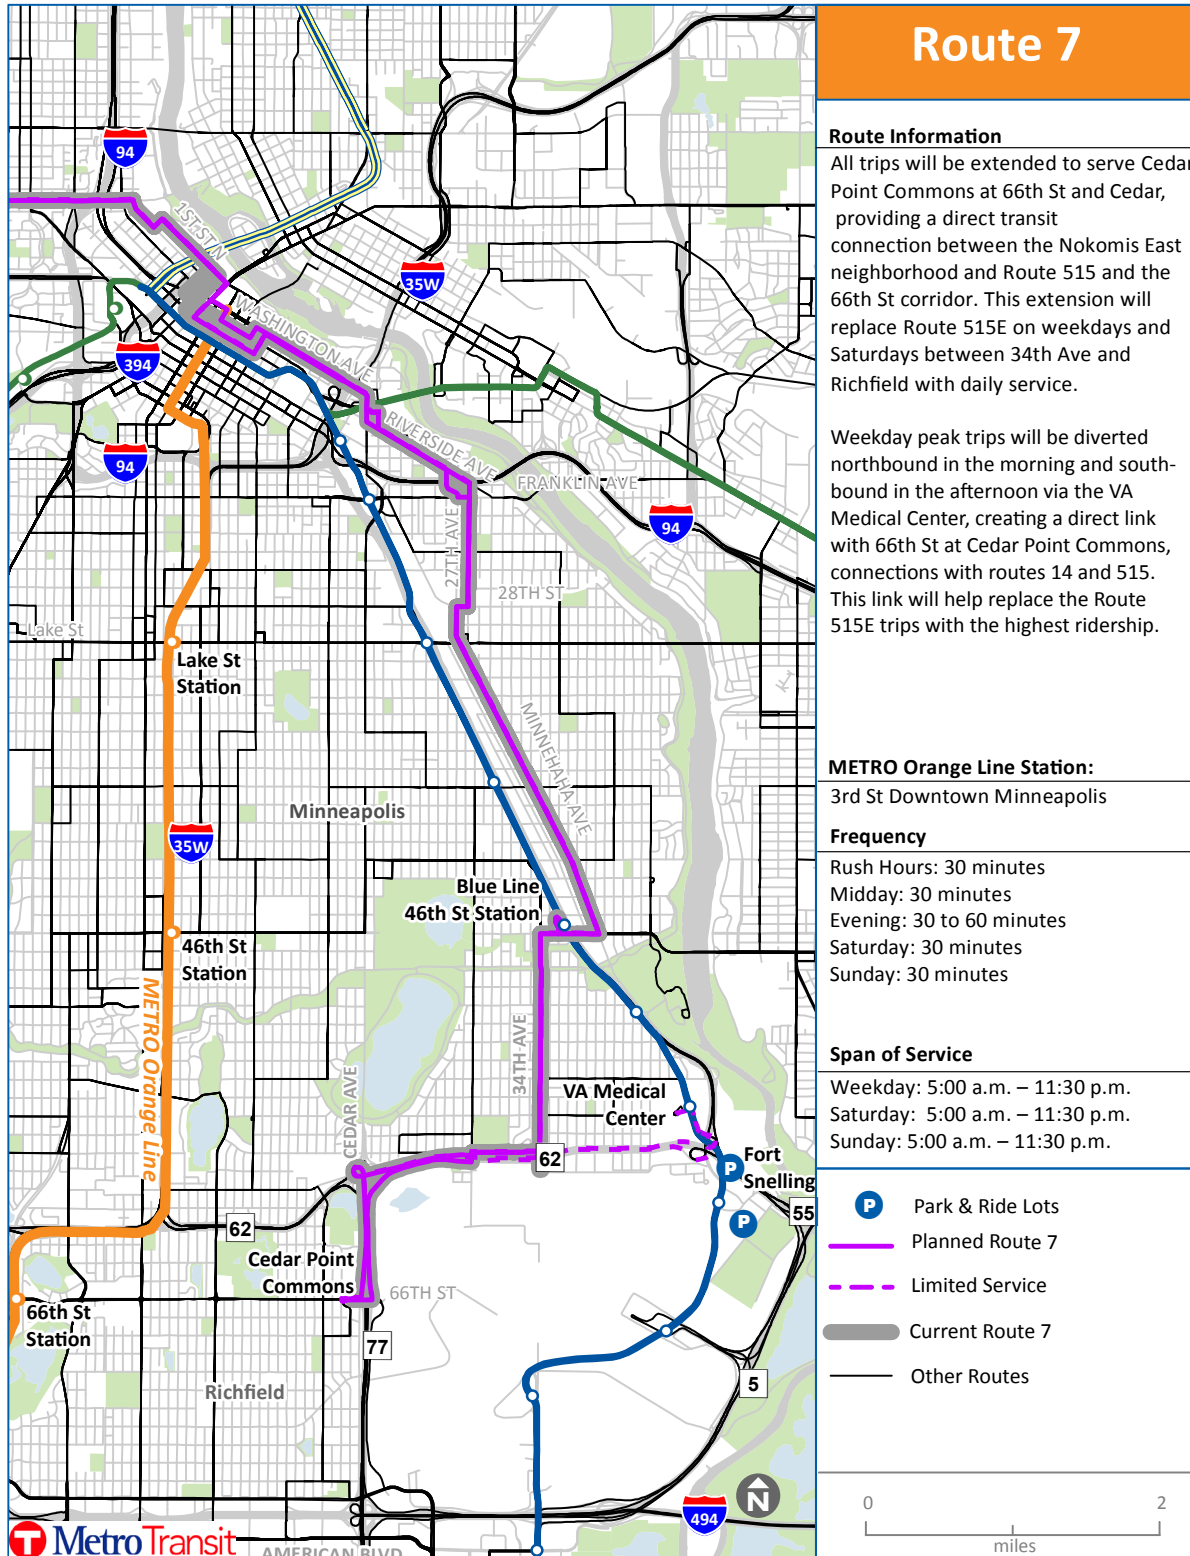 Route 7
Route Information
All trips will be extended to serve Cedar
Point Commons at 66th St and Cedar,
providing a direct transit
connection between the Nokomis East
neighborhood and Route 515 and the
66th St corridor. This extension will
replace Route 515E on weekdays and
Saturdays between 34th Ave and
Richfield with daily service.
Weekday peak trips will be diverted
northbound in the morning and south-
bound in the afternoon via the VA
Medical Center, creating a direct link
with 66th St at Cedar Point Commons,
connections with routes 14 and 515.
This link will help replace the Route
515E trips with the highest ridership.
METRO Orange Line Station:
3rd St Downtown Minneapolis
Frequency
Rush Hours: 30 minutes
Midday: 30 minutes
Evening: 30 to 60 minutes
Saturday: 30 minutes
Sunday: 30 minutes
Span of Service
Weekday: 5:00 a.m. – 11:30 p.m.
Saturday: 5:00 a.m. – 11:30 p.m.
Sunday: 5:00 a.m. – 11:30 p.m.
P Park & Ride Lots
Planned Route 7
Limited Service
Current Route 7
Other Routes
0 2
miles
94
1ST ST N
35W
WASHINGTON AVE
394
RIVERSIDE AVE
94
FRANKLIN AVE
94
27TH AVE
28TH ST
Lake St
Lake St
Station
MINNEHAHA AVE
Minneapolis
35W
Blue Line
46th St Station
46th St
Station
METRO Orange Line
34TH AVE
CEDAR AVE
VA Medical
Center
62
P
Fort
Snelling
P
55
62
Cedar Point
Commons
66TH ST
66th St
Station
77
Richfield
5
N
494
T MetroTransit
AMERICAN BLVD